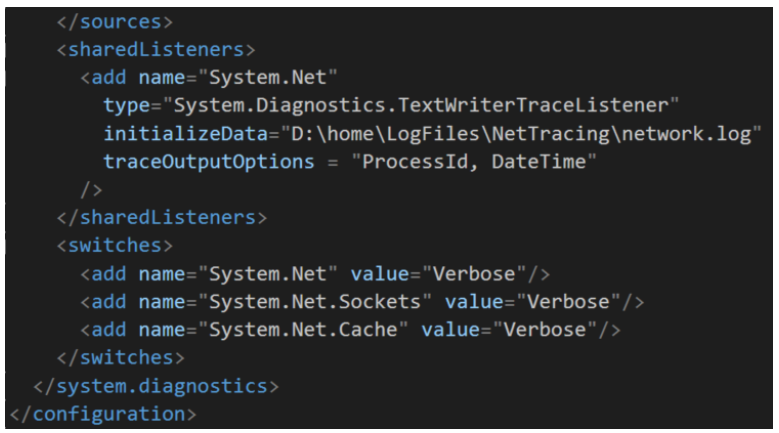 </sources>
<sharedListeners>
<add name="System.Net"
type="System.Diagnostics.TextWriterTraceListener"
initializeData="D:\home\LogFiles\NetTracing\network.log"
traceOutputOptions = "ProcessId, DateTime"
/>
</sharedListeners>
<switches>
<add name="System.Net" value="Verbose"/>
<add name="System.Net.Sockets" value="Verbose"/>
<add name="System.Net.Cache" value="Verbose"/>
</switches>
</system.diagnostics>
</configuration>